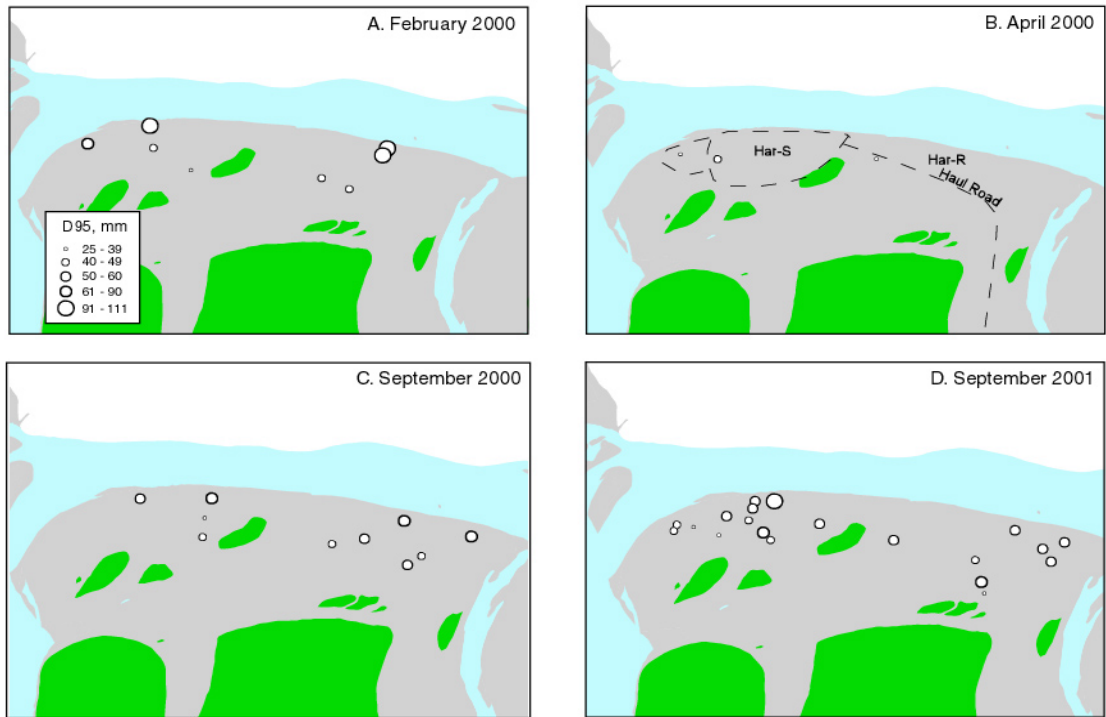 A. February 2000
D95, mm
25 - 39
40 - 49
50 - 60
61 - 90
91 - 111
B. April 2000
Har-S
Har-R
Haul Road
C. September 2000
D. September 2001